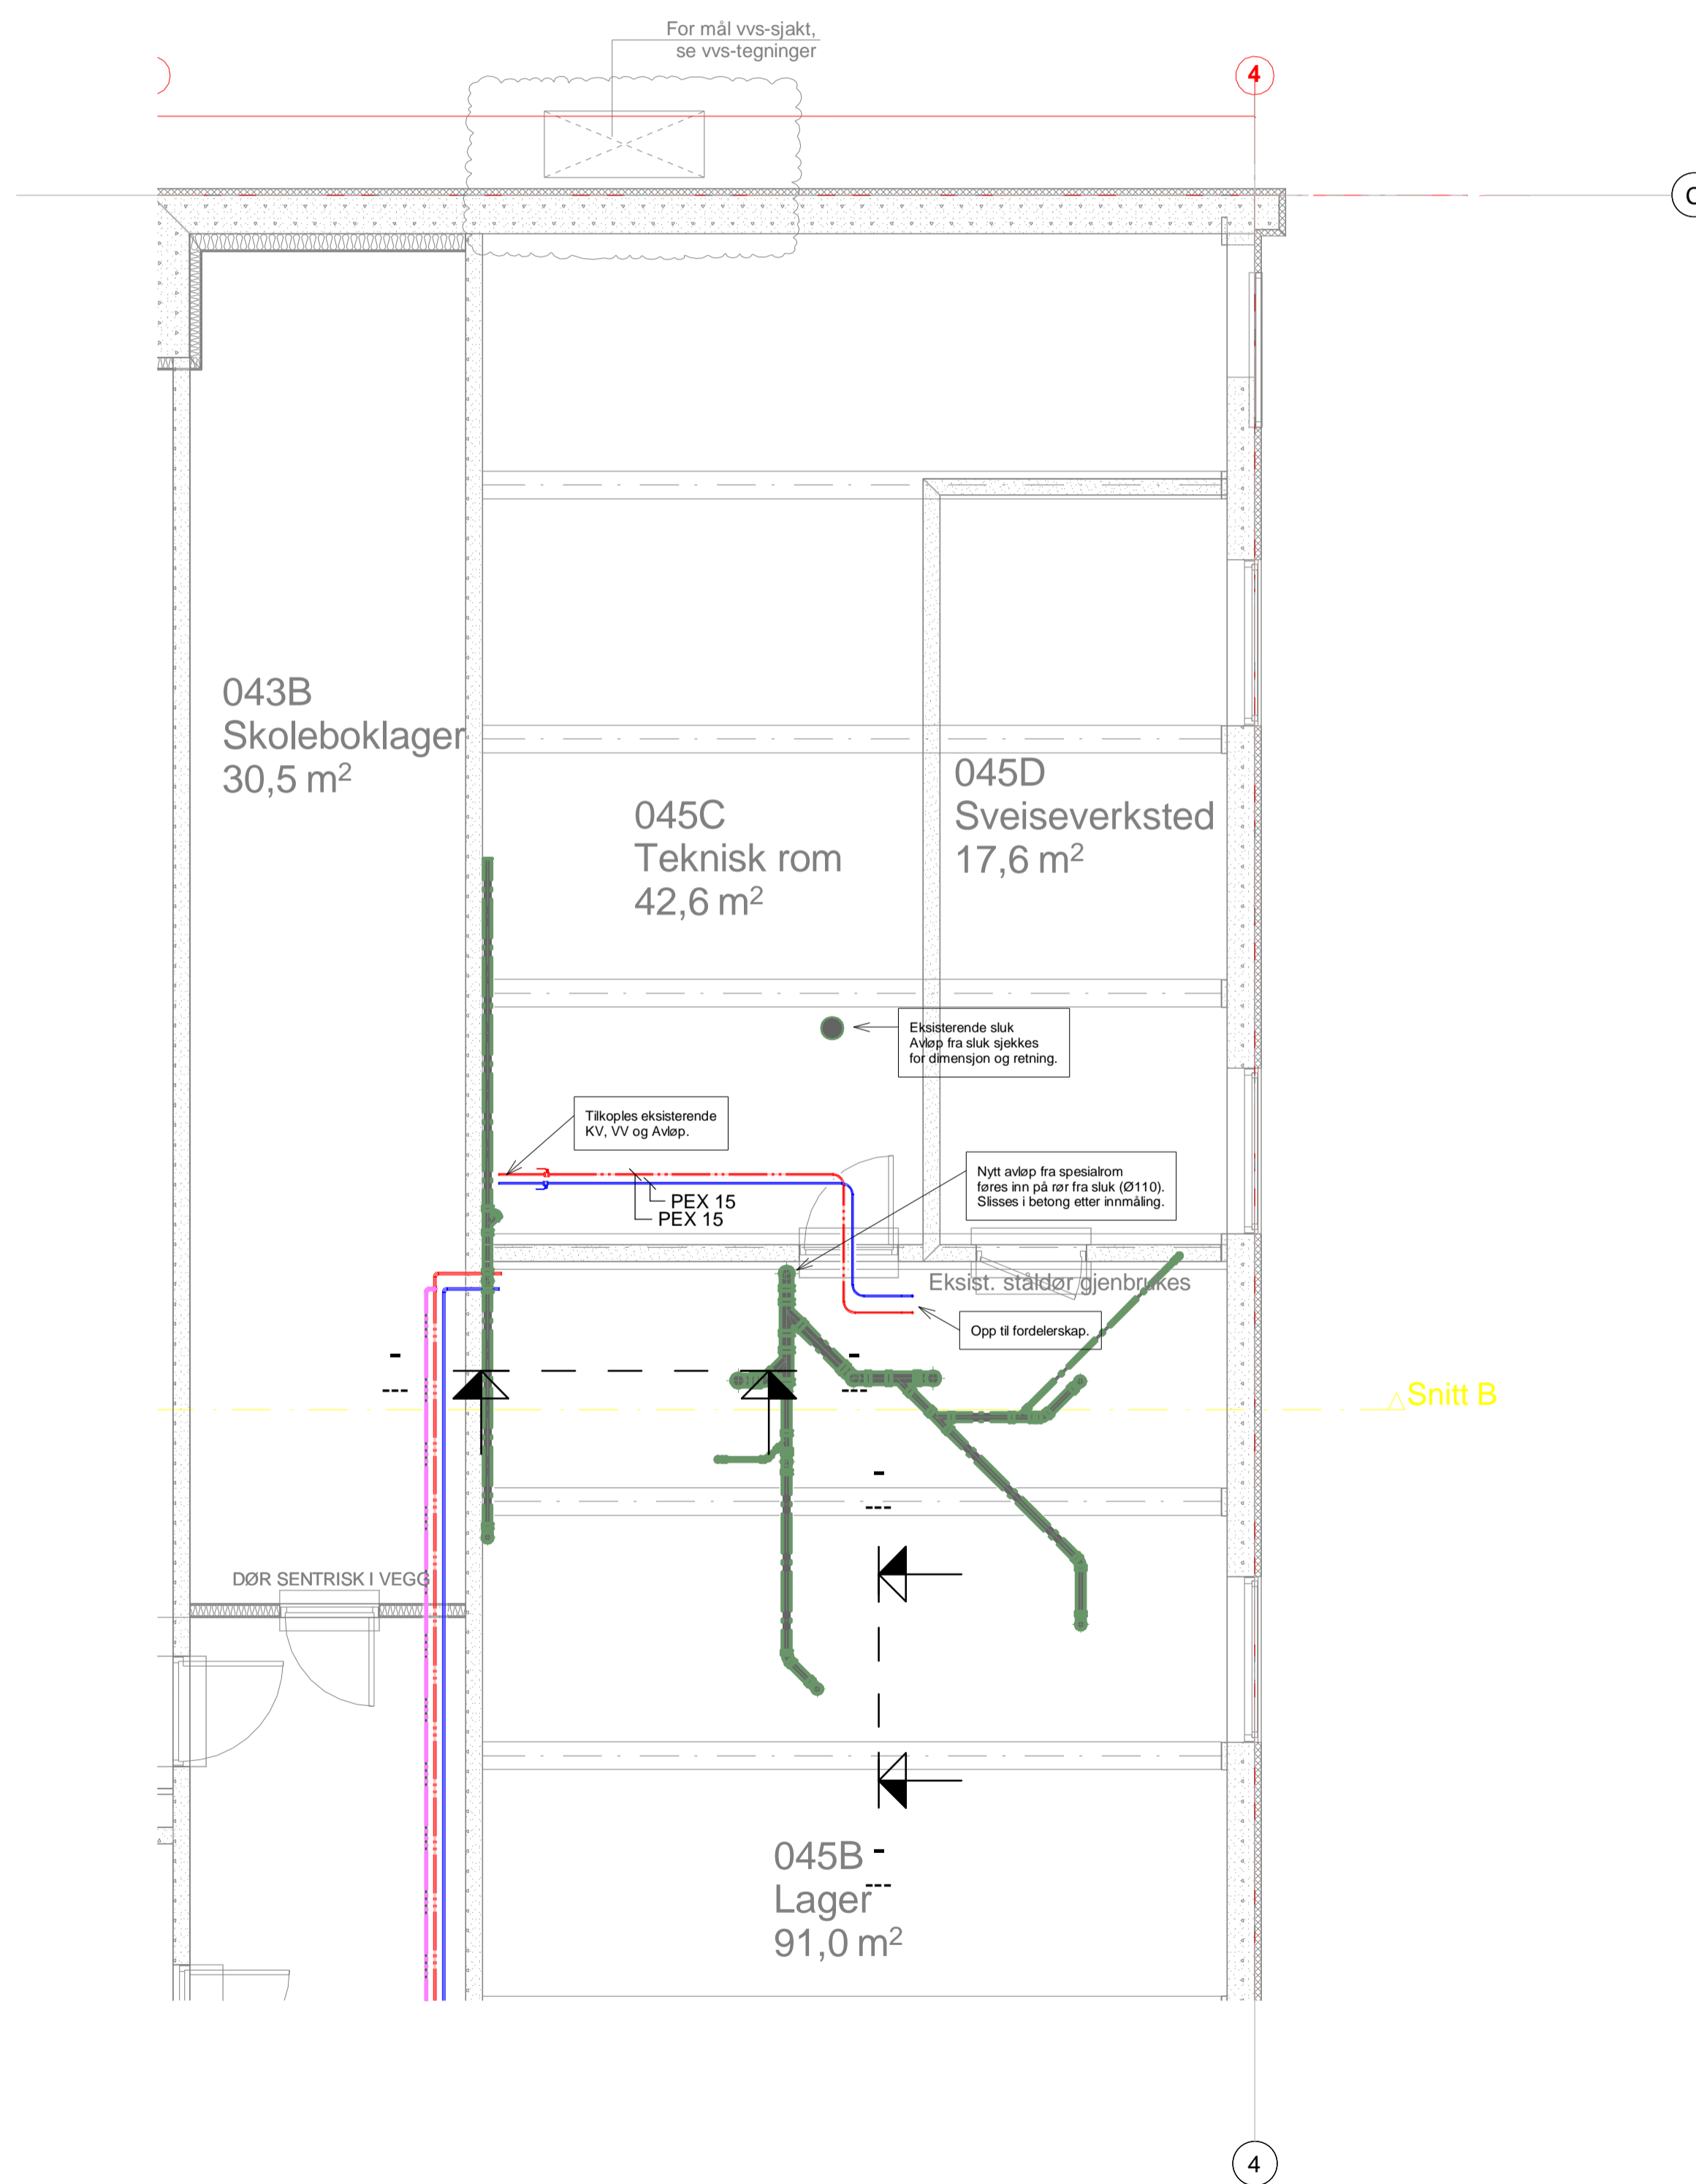 For mål vvs-sjakt,
se vvs-tegninger
4
043B
Skoleboklager
30,5 m²
045C
Teknisk rom
42,6 m²
045D
Sveiseverksted
17,6 m²
Eksisterende sluk
Avløp fra sluk sjekkes
for dimensjon og retning.
Tilkoples eksisterende
KV, VV og Avløp.
Nytt avløp fra spesialrom
føres inn på rør fra sluk (Ø110).
Slisses i betong etter innmåling.
PEX 15
PEX 15
Eksist. ståldør gjenbrukes
Opp til fordelerskap.
-
---
-
---
Snitt B
-
---
DØR SENTRISK I VEGG
045B
Lager
91,0 m²
-
---
4